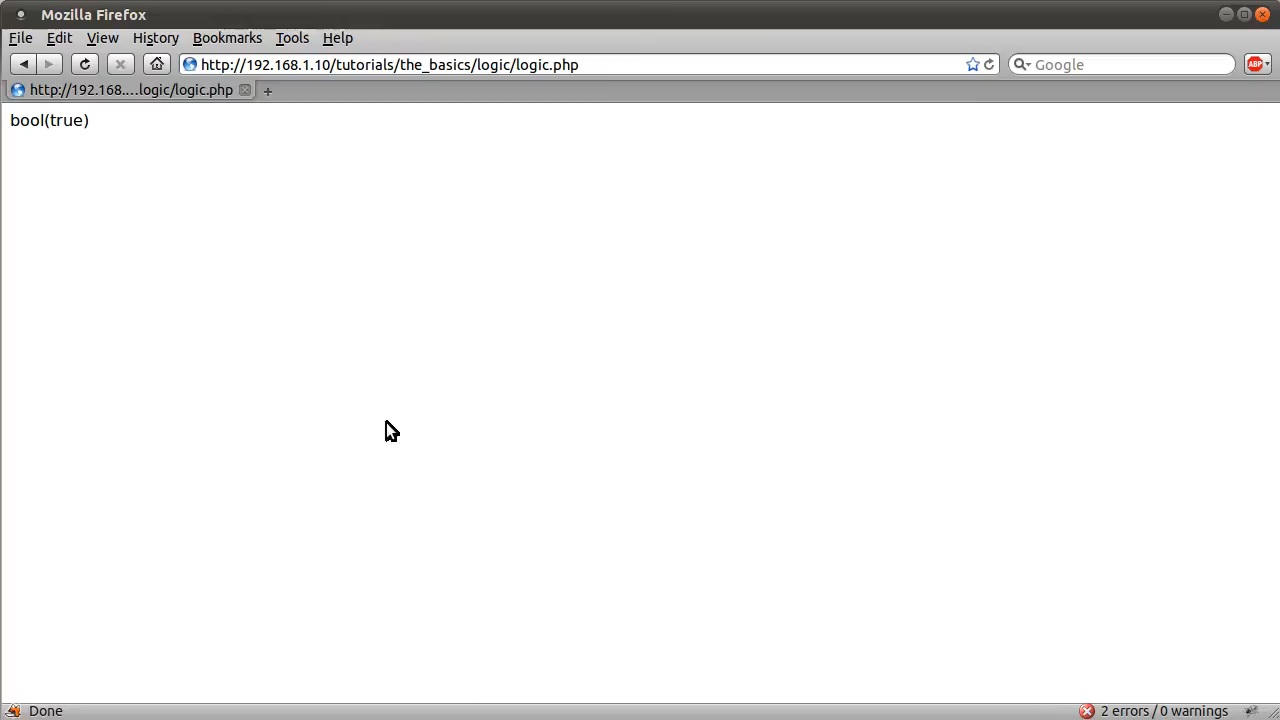 Mozilla Firefox
File Edit View History Bookmarks Tools Help
http://192.168.1.10/tutorials/the_basics/logic/logic.php
Google
ABP
http://192.168....logic/logic.php
bool(true)
Done
2 errors / 0 warnings